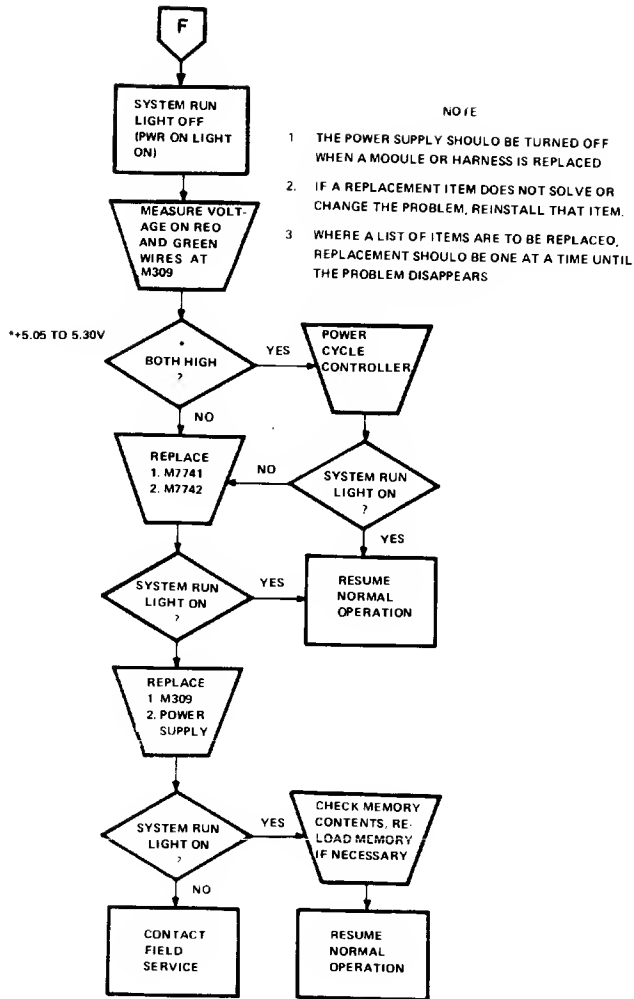 F
SYSTEM RUN
LIGHT OFF
(PWR ON LIGHT
ON)
NOTE
1 THE POWER SUPPLY SHOULD BE TURNED OFF
WHEN A MOOULE OR HARNESS IS REPLACED
2. IF A REPLACEMENT ITEM DOES NOT SOLVE OR
CHANGE THE PROBLEM, REINSTALL THAT ITEM.
3 WHERE A LIST OF ITEMS ARE TO BE REPLACED,
REPLACEMENT SHOULD BE ONE AT A TIME UNTIL
THE PROBLEM DISAPPEARS
MEASURE VOLT-
AGE ON REO
AND GREEN
WIRES AT
M309
*+5.05 TO 5.30V
*
BOTH HIGH
?
YES
POWER
CYCLE
CONTROLLER
NO
REPLACE
1. M7741
2. M7742
NO
SYSTEM RUN
LIGHT ON
?
YES
SYSTEM RUN
LIGHT ON
?
YES
RESUME
NORMAL
OPERATION
REPLACE
1 M309
2. POWER
SUPPLY
SYSTEM RUN
LIGHT ON
?
YES
CHECK MEMORY
CONTENTS, RE-
LOAD MEMORY
IF NECESSARY
NO
CONTACT
FIELD
SERVICE
RESUME
NORMAL
OPERATION